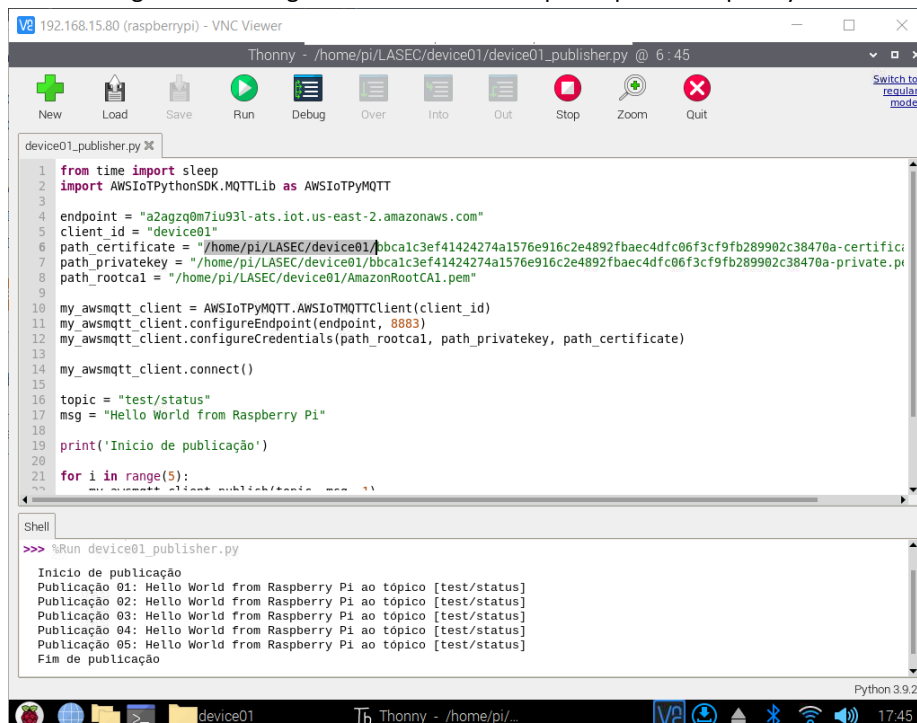 192.168.15.80 (raspberrypi) - VNC Viewer
Thonny - /home/pi/LASEC/device01/device01_publisher.py @ 6:45
New Load Save Run Debug Over Into Out Stop Zoom Quit
Switch to
regular
mode
device01_publisher.py
1 from time import sleep
2 import AWSIoTPythonSDK.MQTTLib as AWSIoTPyMQTT
3
4 endpoint = "a2agzq0m7iu93l-ats.iot.us-east-2.amazonaws.com"
5 client_id = "device01"
6 path_certificate = "/home/pi/LASEC/device01/bbca1c3ef41424274a1576e916c2e4892fbaec4dfc06f3cf9fb289902c38470a-certifica
7 path_privatekey = "/home/pi/LASEC/device01/bbca1c3ef41424274a1576e916c2e4892fbaec4dfc06f3cf9fb289902c38470a-private.pe
8 path_rootca1 = "/home/pi/LASEC/device01/AmazonRootCA1.pem"
9
10 my_awsmqtt_client = AWSIoTPyMQTT.AWSIoTMQTTClient(client_id)
11 my_awsmqtt_client.configureEndpoint(endpoint, 8883)
12 my_awsmqtt_client.configureCredentials(path_rootca1, path_privatekey, path_certificate)
13
14 my_awsmqtt_client.connect()
15
16 topic = "test/status"
17 msg = "Hello World from Raspberry Pi"
18
19 print('Inicio de publicação')
20
21 for i in range(5):
Shell
>>> %Run device01_publisher.py
Inicio de publicação
Publicação 01: Hello World from Raspberry Pi ao tópico [test/status]
Publicação 02: Hello World from Raspberry Pi ao tópico [test/status]
Publicação 03: Hello World from Raspberry Pi ao tópico [test/status]
Publicação 04: Hello World from Raspberry Pi ao tópico [test/status]
Publicação 05: Hello World from Raspberry Pi ao tópico [test/status]
Fim de publicação
Python 3.9.2
device01 Thonny - /home/pi/... 17:45